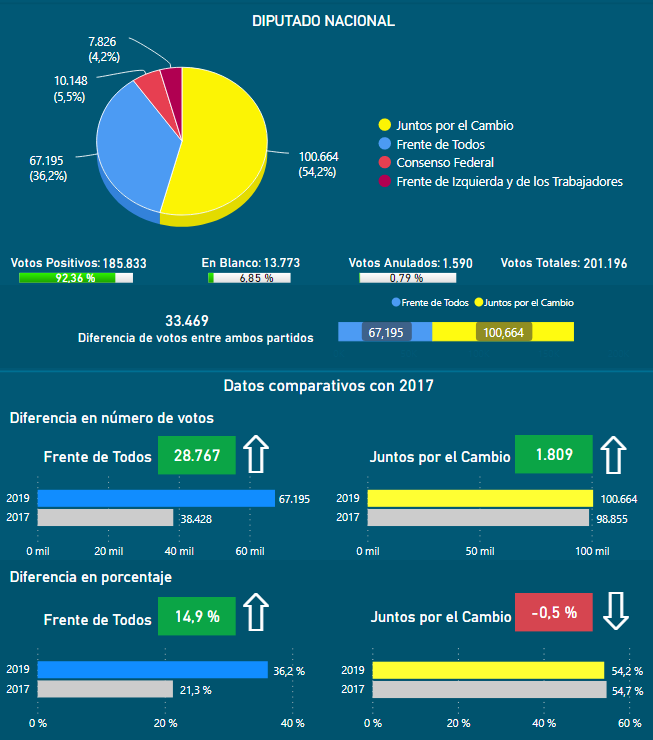 DIPUTADO NACIONAL
7.826
(4,2%)
10.148
(5,5%)
67.195
(36,2%)
100.664
(54,2%)
Juntos por el Cambio
Frente de Todos
Consenso Federal
Frente de Izquierda y de los Trabajadores
Votos Positivos: 185.833
92,36 %
En Blanco: 13.773
6,85 %
Votos Anulados: 1.590
0,79 %
Votos Totales: 201.196
Frente de Todos Juntos por el Cambio
33.469
Diferencia de votos entre ambos partidos
67,195 100,664
Datos comparativos con 2017
Diferencia en número de votos
Frente de Todos 28.767
Juntos por el Cambio 1.809
2019 67.195
2017 38.428
0 mil 20 mil 40 mil 60 mil
2019 100.664
2017 98.855
0 mil 50 mil 100 mil
Diferencia en porcentaje
Frente de Todos 14,9 %
Juntos por el Cambio -0,5 %
2019 36,2 %
2017 21,3 %
0 % 20 % 40 %
2019 54,2 %
2017 54,7 %
0 % 20 % 40 % 60 %